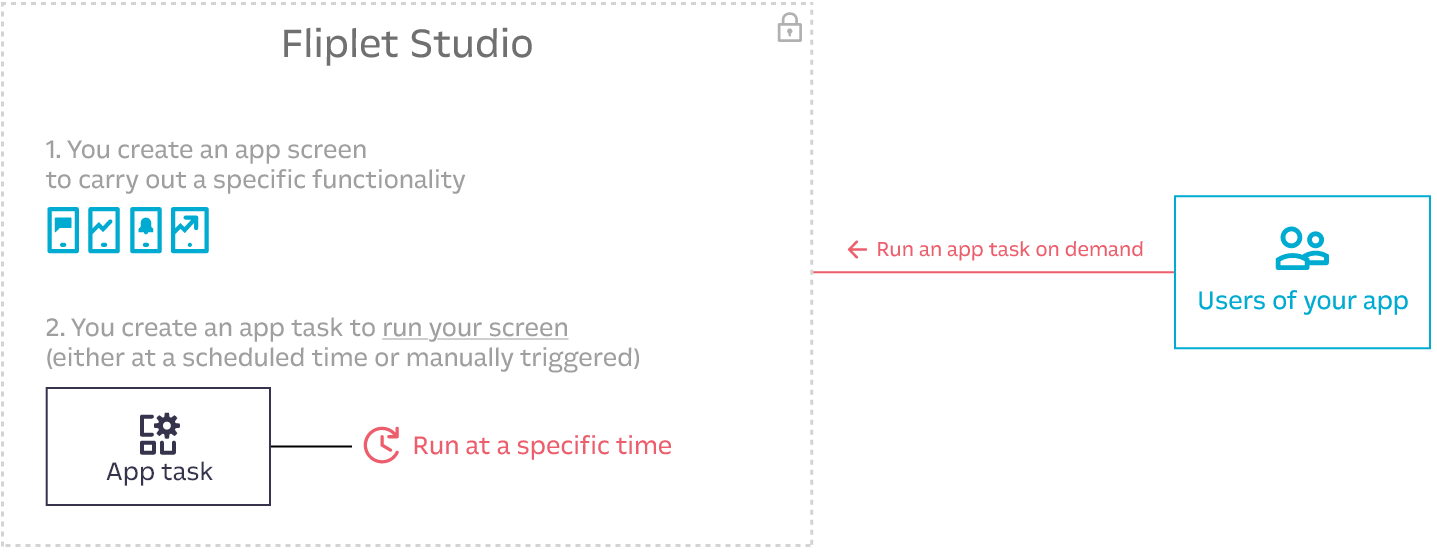 Fliplet Studio
1. You create an app screen
to carry out a specific functionality
← Run an app task on demand
Users of your app
2. You create an app task to run your screen
(either at a scheduled time or manually triggered)
App task
Run at a specific time